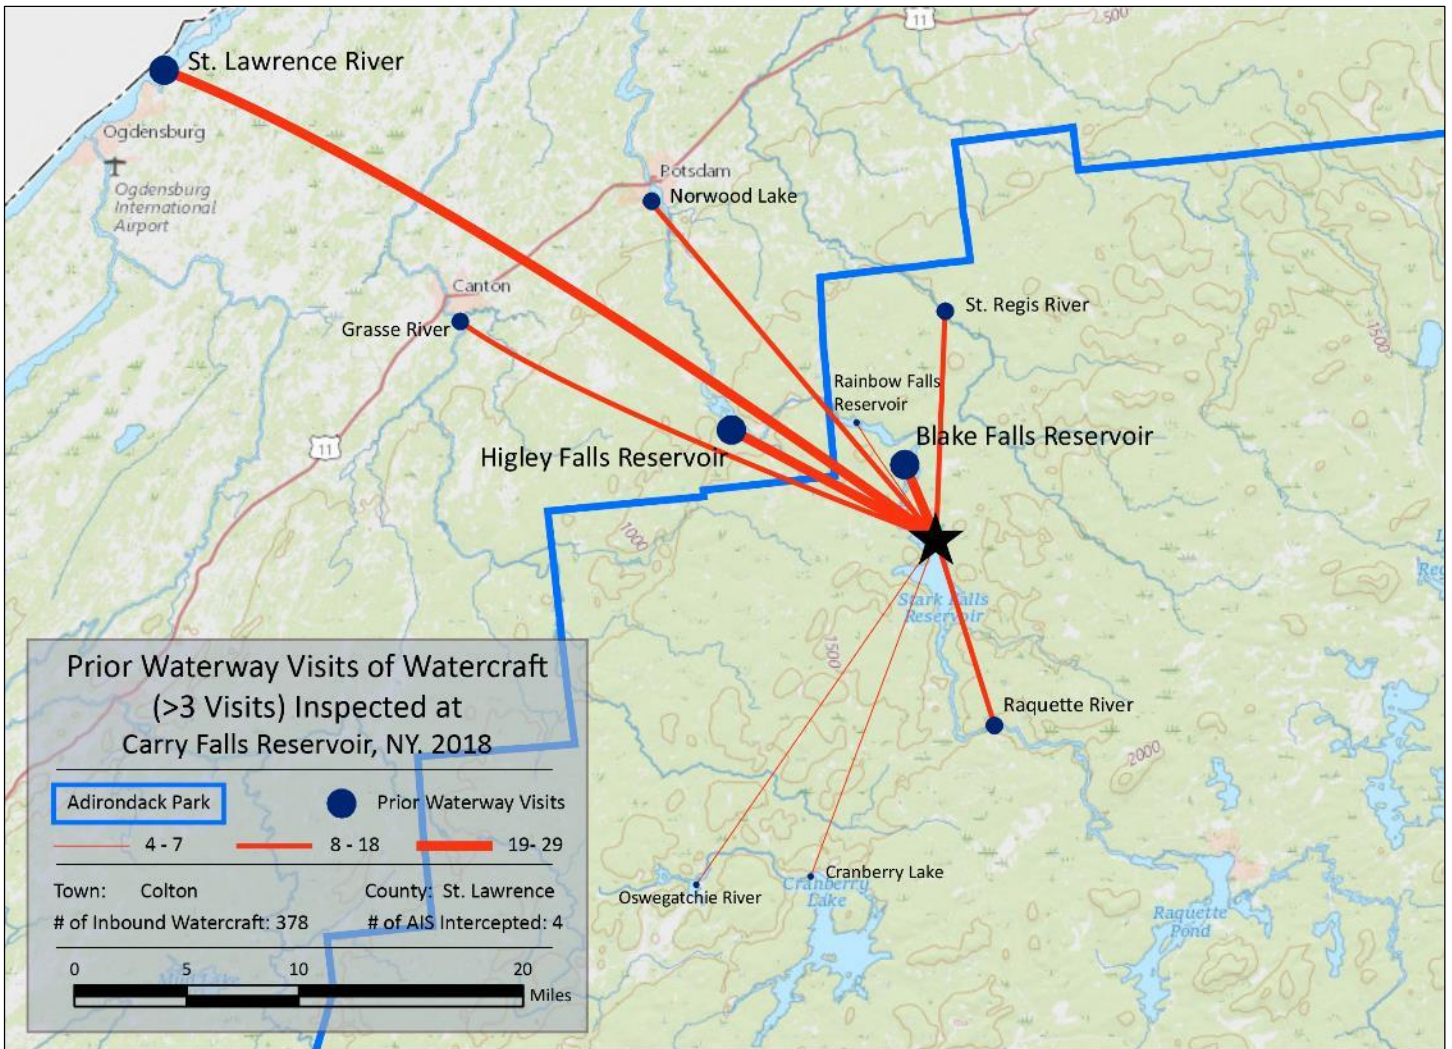 11
500
St. Lawrence River
Ogdensburg
Ogdensburg
International
Airport
Potsdam
Norwood Lake
Canton
Grasse River
St. Regis River
1500
Rainbow Falls
Reservoir
Blake Falls Reservoir
Higley Falls Reservoir
11
1000
Stark Falls
Reservoir
1500
Raquette River
2000
Cranberry Lake
Oswegatchie River
Cranberry
Lake
Raquette
Pond
Prior Waterway Visits of Watercraft
(>3 Visits) Inspected at
Carry Falls Reservoir, NY. 2018
Adirondack Park
Prior Waterway Visits
4 - 7
8 - 18
19- 29
Town: Colton
County: St. Lawrence
# of Inbound Watercraft: 378
# of AIS Intercepted: 4
Mud Lake
0 5 10 20
Miles